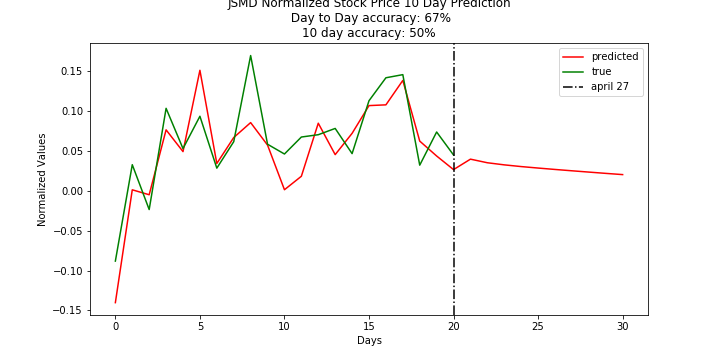 JSMD Normalized Stock Price 10 Day Prediction
Day to Day accuracy: 67%
10 day accuracy: 50%
predicted
true
april 27
0.15
0.10
0.05
0.00
−0.05
−0.10
−0.15
Normalized Values
0 5 10 15 20 25 30
Days